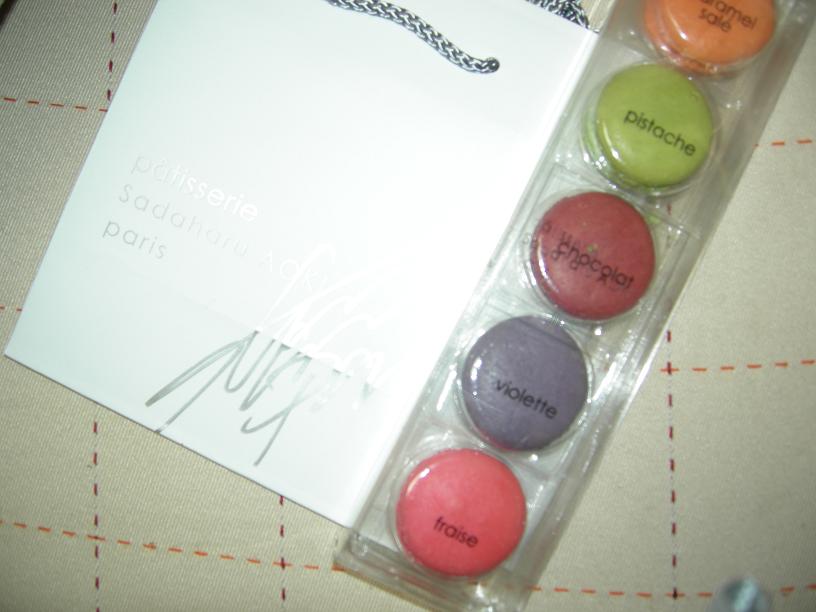 pâtisserie
Sadaharu AOKI
paris
caramel
salé
pistache
chocolat
violette
fraise